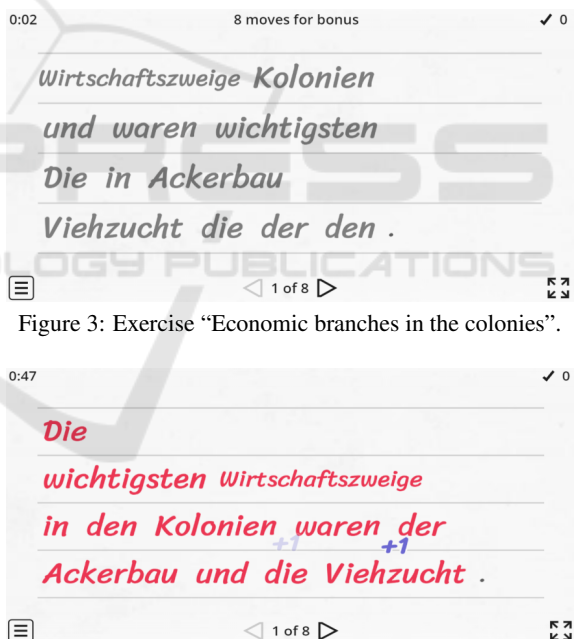 0:02 8 moves for bonus ✓ 0
Wirtschaftszweige Kolonien
und waren wichtigsten
Die in Ackerbau
Viehzucht die der den .
1 of 8
Figure 3: Exercise “Economic branches in the colonies”.
0:47 ✓ 0
Die
wichtigsten Wirtschaftszweige
in den Kolonien waren der
+1 +1
Ackerbau und die Viehzucht .
1 of 8